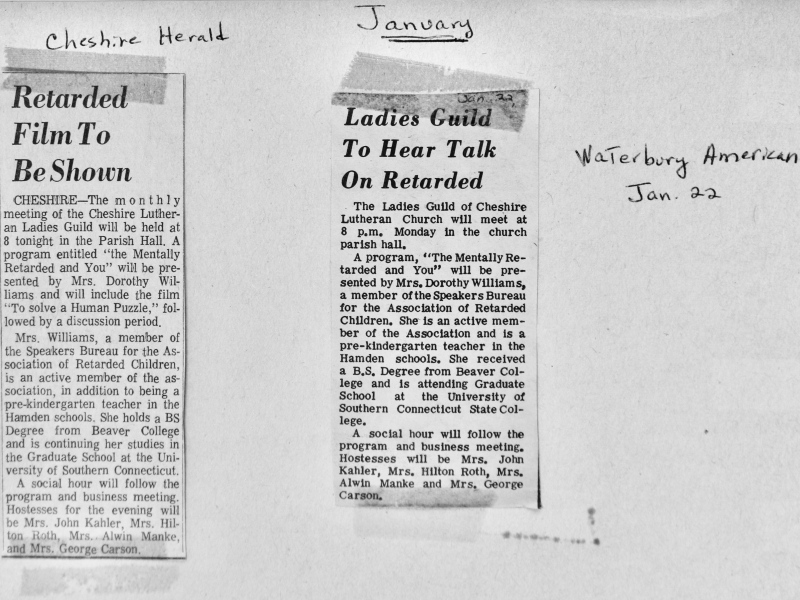 January
Cheshire Herald
Retarded
Film To
Be Shown
CHESHIRE—The monthly
meeting of the Cheshire Luther-
an Ladies Guild will be held at
8 tonight in the Parish Hall. A
program entitled "the Mentally
Retarded and You" will be pre-
sented by Mrs. Dorothy Wil-
liams and will include the film
"To solve a Human Puzzle," fol-
lowed by a discussion period.
Mrs. Williams, a member of
the Speakers Bureau for the As-
sociation of Retarded Children,
is an active member of the as-
sociation, in addition to being a
pre-kindergarten teacher in the
Hamden schools. She holds a BS
Degree from Beaver College
and is continuing her studies in
the Graduate School at the Uni-
versity of Southern Connecticut.
A social hour will follow the
program and business meeting.
Hostesses for the evening will
be Mrs. John Kahler, Mrs. Hil-
ton Roth, Mrs. Alwin Manke,
and Mrs. George Carson.
Jan. 22,
Ladies Guild
To Hear Talk
On Retarded
The Ladies Guild of Cheshire
Lutheran Church will meet at
8 p.m. Monday in the church
parish hall.
A program, "The Mentally Re-
tarded and You" will be pre-
sented by Mrs. Dorothy Williams,
a member of the Speakers Bureau
for the Association of Retarded
Children. She is an active mem-
ber of the Association and is a
pre-kindergarten teacher in the
Hamden schools. She received
a B.S. Degree from Beaver Col-
lege and is attending Graduate
School at the University of
Southern Connecticut State Col-
lege.
A social hour will follow the
program and business meeting.
Hostesses will be Mrs. John
Kahler, Mrs. Hilton Roth, Mrs.
Alwin Manke and Mrs. George
Carson.
Waterbury American
Jan. 22